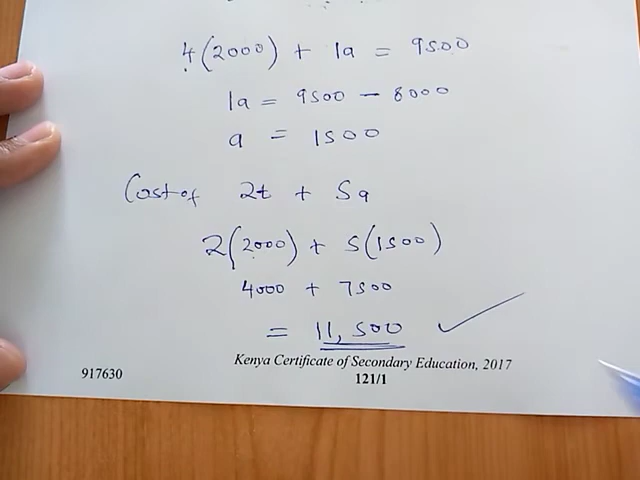 4(2000) + 1a = 9500
1a = 9500 - 8000
a = 1500
Cost of 2t + 5a
2(2000) + 5(1500)
4000 + 7500
= 11,500 ✓
Kenya Certificate of Secondary Education, 2017
917630
121/1